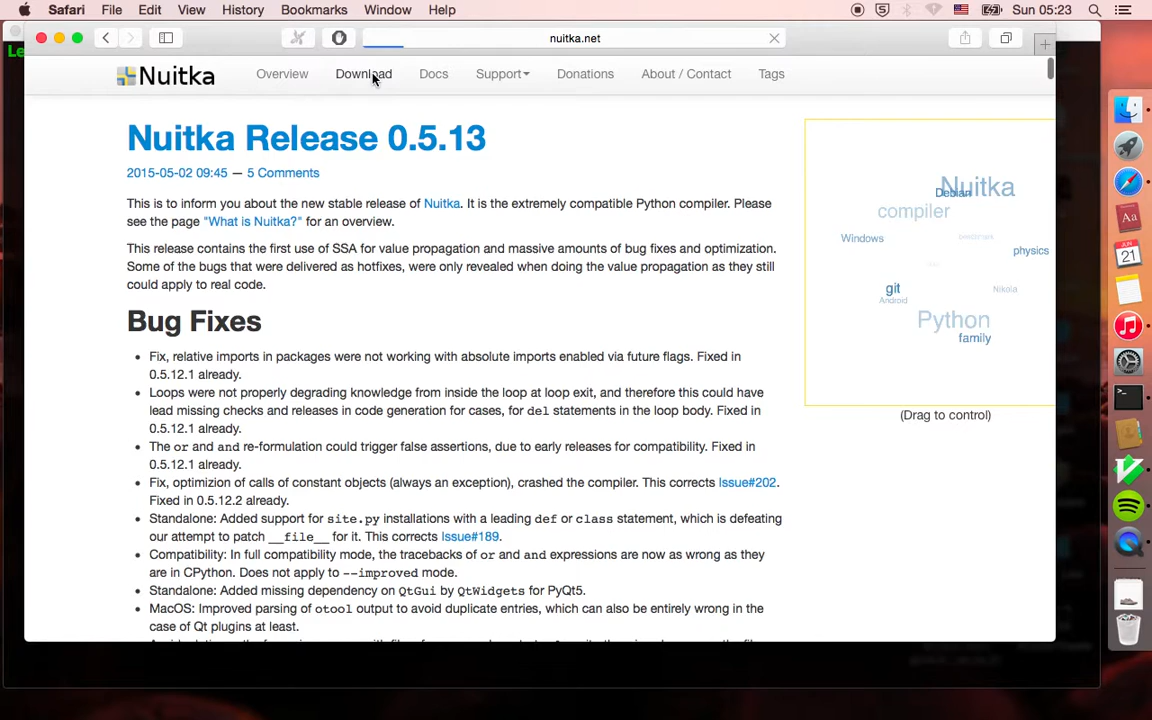 Safari File Edit View History Bookmarks Window Help Sun 05:23
Le
nuitka.net
Nuitka Overview Download Docs Support Donations About / Contact Tags
Nuitka Release 0.5.13
2015-05-02 09:45 — 5 Comments
This is to inform you about the new stable release of Nuitka. It is the extremely compatible Python compiler. Please
see the page "What is Nuitka?" for an overview.
This release contains the first use of SSA for value propagation and massive amounts of bug fixes and optimization.
Some of the bugs that were delivered as hotfixes, were only revealed when doing the value propagation as they still
could apply to real code.
Bug Fixes
• Fix, relative imports in packages were not working with absolute imports enabled via future flags. Fixed in
0.5.12.1 already.
• Loops were not properly degrading knowledge from inside the loop at loop exit, and therefore this could have
lead missing checks and releases in code generation for cases, for del statements in the loop body. Fixed in
0.5.12.1 already.
• The or and and re-formulation could trigger false assertions, due to early releases for compatibility. Fixed in
0.5.12.1 already.
• Fix, optimizion of calls of constant objects (always an exception), crashed the compiler. This corrects Issue#202.
Fixed in 0.5.12.2 already.
• Standalone: Added support for site.py installations with a leading def or class statement, which is defeating
our attempt to patch __file__ for it. This corrects Issue#189.
• Compatibility: In full compatibility mode, the tracebacks of or and and expressions are now as wrong as they
are in CPython. Does not apply to --improved mode.
• Standalone: Added missing dependency on QtGui by QtWidgets for PyQt5.
• MacOS: Improved parsing of otool output to avoid duplicate entries, which can also be entirely wrong in the
case of Qt plugins at least.
Nuitka
Debian
compiler
Windows
physics
git
Nikola
Android
Python
family
(Drag to control)
JUN
21